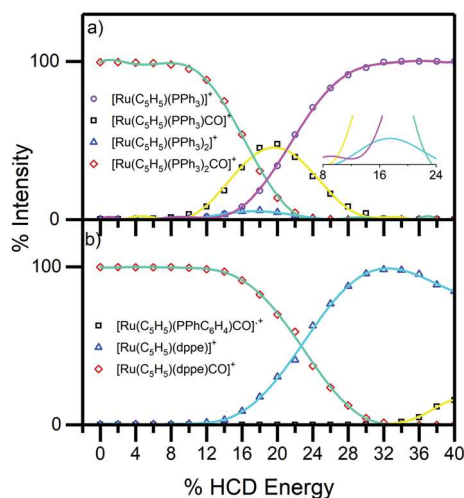 a)
100
[Ru(C₅H₅)(PPh₃)]⁺
[Ru(C₅H₅)(PPh₃)CO]⁺
[Ru(C₅H₅)(PPh₃)₂]⁺
[Ru(C₅H₅)(PPh₃)₂CO]⁺
8 16 24
0
% Intensity
b)
100
[Ru(C₅H₅)(PPhC₆H₄)CO]·⁺
[Ru(C₅H₅)(dppe)]⁺
[Ru(C₅H₅)(dppe)CO]⁺
0
0 4 8 12 16 20 24 28 32 36 40
% HCD Energy